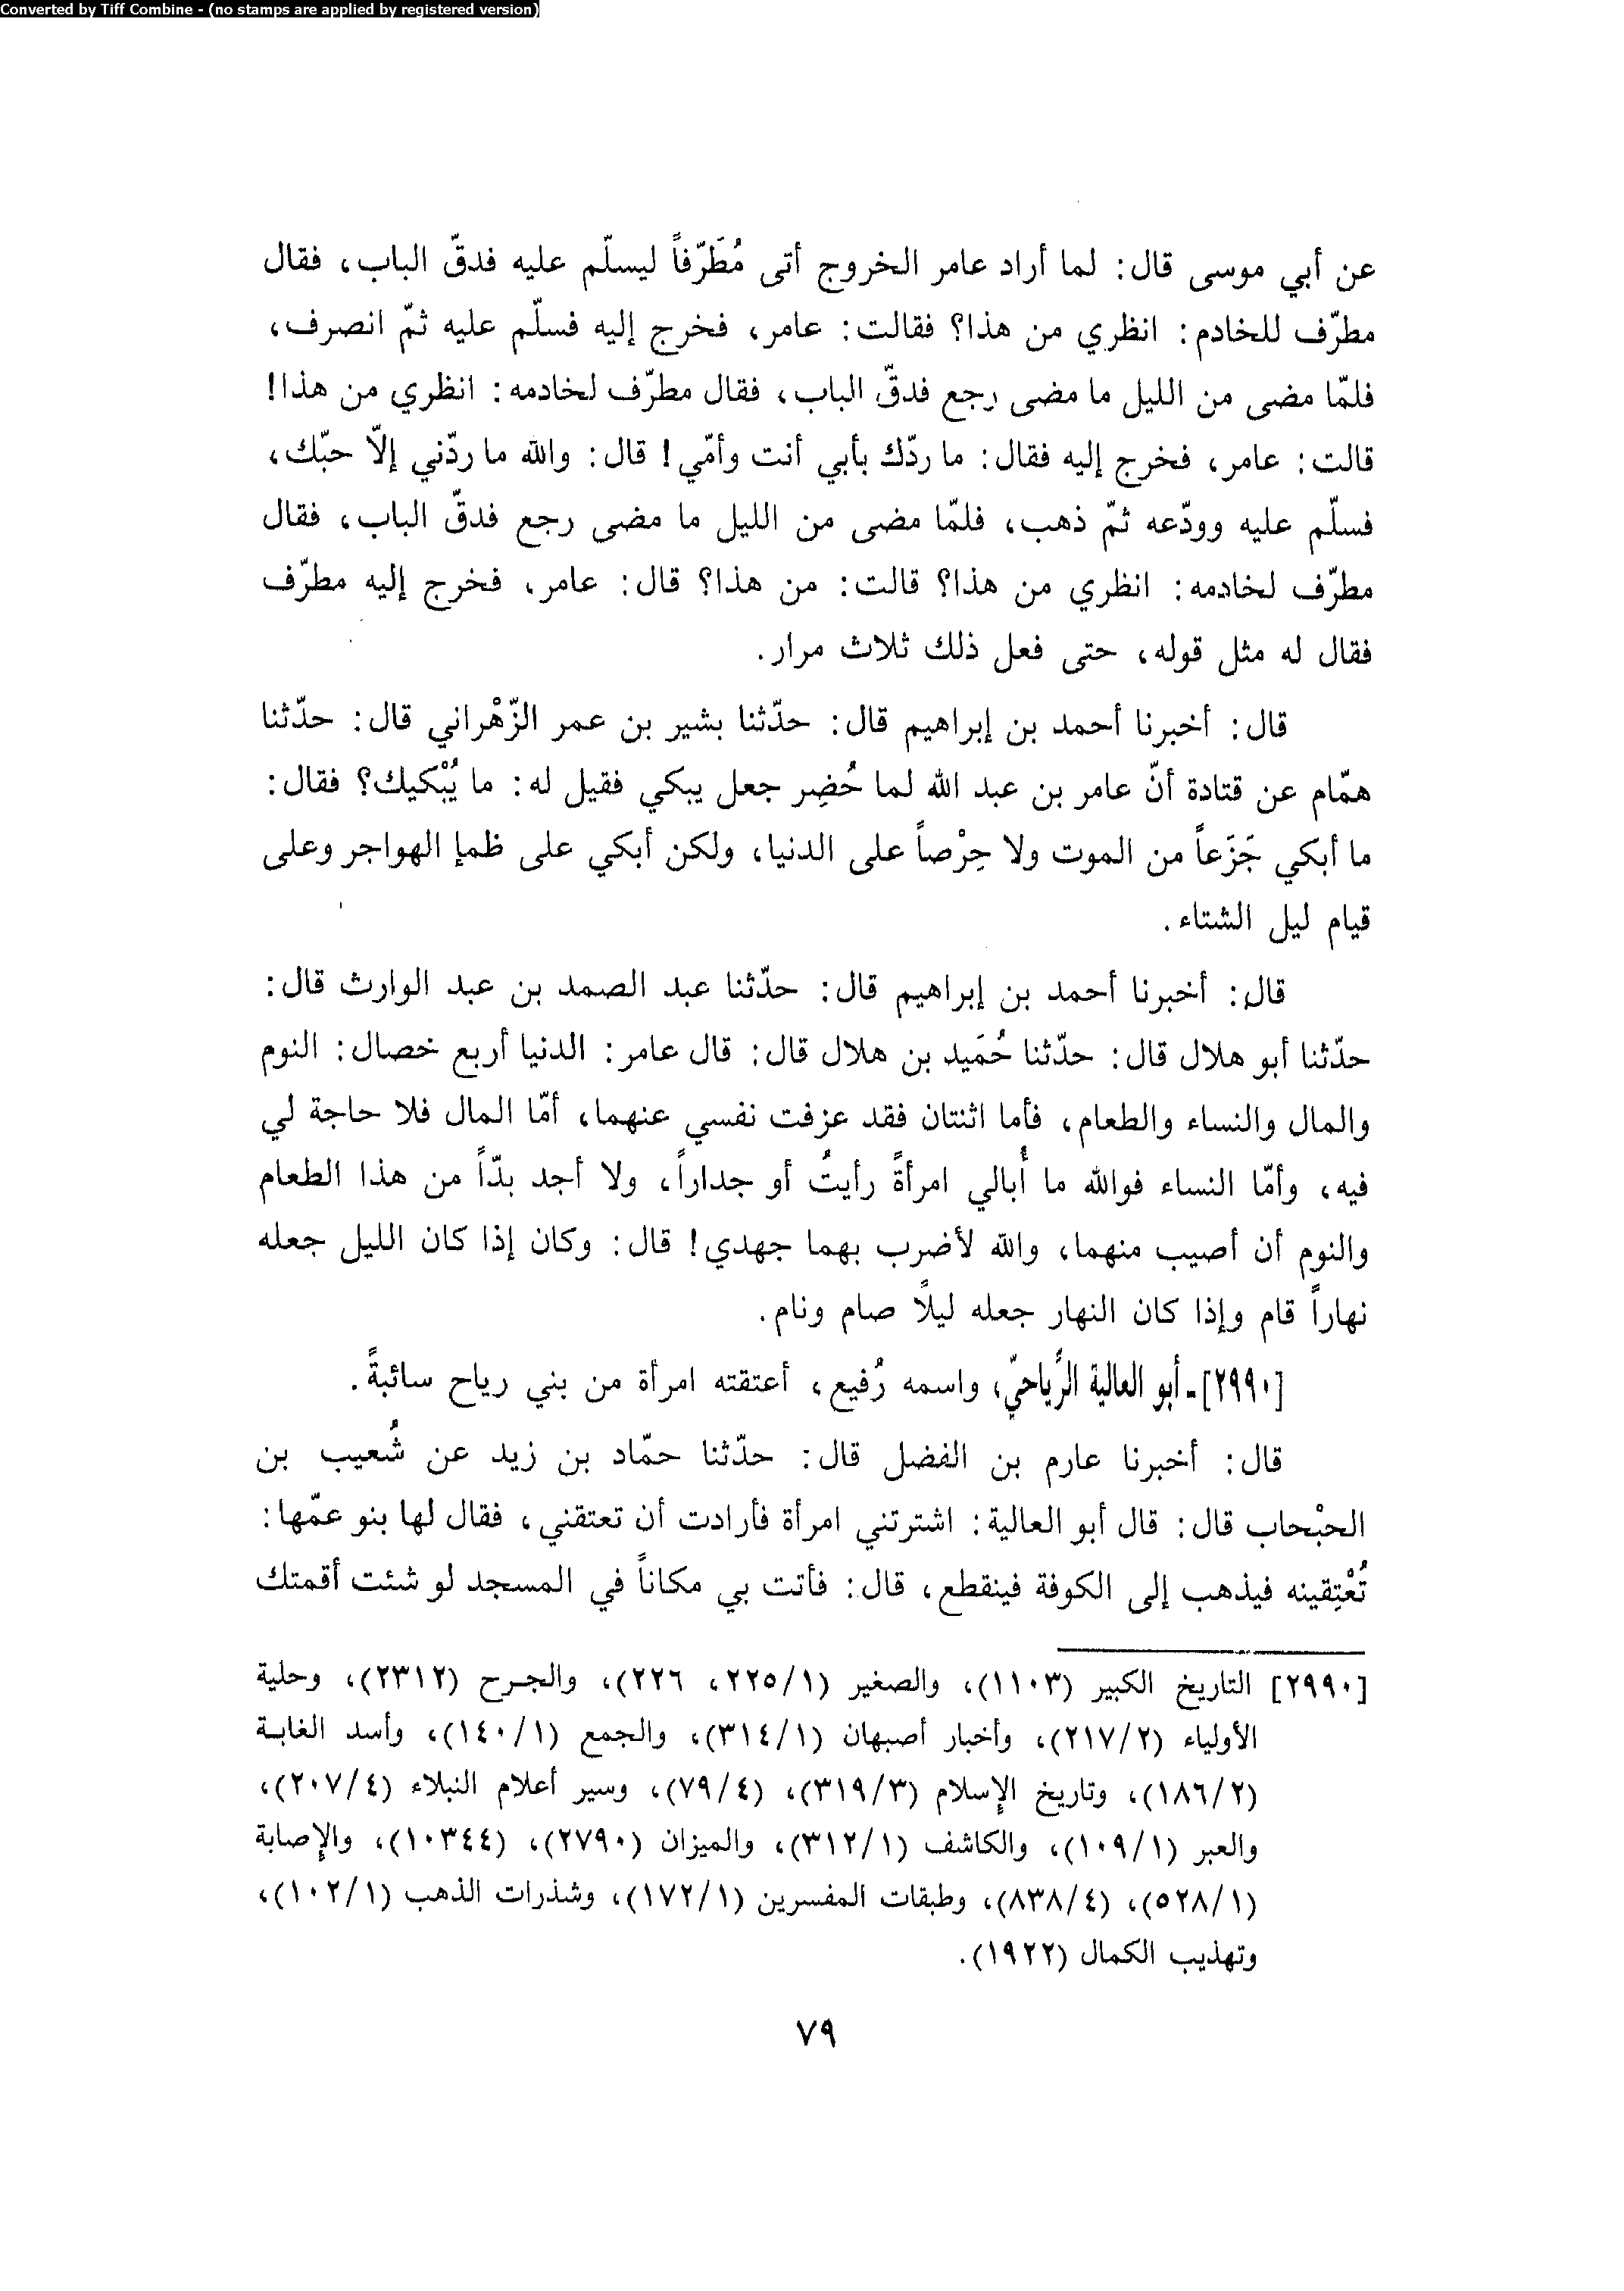 Converted by Tiff Combine - (no stamps are applied by registered version)
عن أبي موسى قال: لما أراد عامر الخروج أتى مُطَرّفاً ليسلّم عليه فدقّ الباب، فقال
مطرّف للخادم: انظري من هذا؟ فقالت: عامر، فخرج إليه فسلّم عليه ثمّ انصرف،
فلمّا مضى من الليل ما مضى رجع فدقّ الباب، فقال مطرّف لخادمه: انظري من هذا!
قالت: عامر، فخرج إليه فقال: ما ردّك بأبي أنت وأمّي! قال: والله ما ردّني إلاّ حبّك،
فسلّم عليه وودّعه ثمّ ذهب، فلمّا مضى من الليل ما مضى رجع فدقّ الباب، فقال
مطرّف لخادمه: انظري من هذا؟ قالت: من هذا؟ قال: عامر، فخرج إليه مطرّف
فقال له مثل قوله، حتى فعل ذلك ثلاث مرار.
قال: أخبرنا أحمد بن إبراهيم قال: حدّثنا بشير بن عمر الزّهْراني قال: حدّثنا
همّام عن قتادة أنّ عامر بن عبد الله لما حُضِر جعل يبكي فقيل له: ما يُبْكيك؟ فقال:
ما أبكي جَزَعاً من الموت ولا حِرْصاً على الدنيا، ولكن أبكي على ظمإ الهواجر وعلى
قيام ليل الشتاء.
قال: أخبرنا أحمد بن إبراهيم قال: حدّثنا عبد الصمد بن عبد الوارث قال:
حدّثنا أبو هلال قال: حدّثنا حُمَيد بن هلال قال: قال عامر: الدنيا أربع خصال: النوم
والمال والنساء والطعام، فأما اثنتان فقد عزفت نفسي عنهما، أمّا المال فلا حاجة لي
فيه، وأمّا النساء فوالله ما أُبالي امرأةً رأيتُ أو جداراً، ولا أجد بدّاً من هذا الطعام
والنوم أن أصيب منهما، والله لأضرب بهما جهدي! قال: وكان إذا كان الليل جعله
نهاراً قام وإذا كان النهار جعله ليلاً صام ونام.
[٢٩٩٠] ـ أبو العالية الرِّياحيّ، واسمه رُفيع، أعتقته امرأة من بني رياح سائبةً.
قال: أخبرنا عارم بن الفضل قال: حدّثنا حمّاد بن زيد عن شُعيب بن
الحبْحاب قال: قال أبو العالية: اشترتني امرأة فأرادت أن تعتقني، فقال لها بنو عمّها:
تُعْتِقينه فيذهب إلى الكوفة فينقطع، قال: فأتت بي مكاناً في المسجد لو شئت أقمتك
[٢٩٩٠] التاريخ الكبير (١١٠٣)، والصغير (٢٢٥/١، ٢٢٦)، والجرح (٢٣١٢)، وحلية
الأولياء (٢١٧/٢)، وأخبار أصبهان (٣١٤/١)، والجمع (١٤٠/١)، وأسد الغابة
(١٨٦/٢)، وتاريخ الإسلام (٣١٩/٣)، (٧٩/٤)، وسير أعلام النبلاء (٢٠٧/٤)،
والعبر (١٠٩/١)، والكاشف (٣١٢/١)، والميزان (٢٧٩٠)، (١٠٣٤٤)، والإصابة
(٥٢٨/١)، (٨٣٨/٤)، وطبقات المفسرين (١٧٢/١)، وشذرات الذهب (١٠٢/١)،
وتهذيب الكمال (١٩٢٢).
٧٩